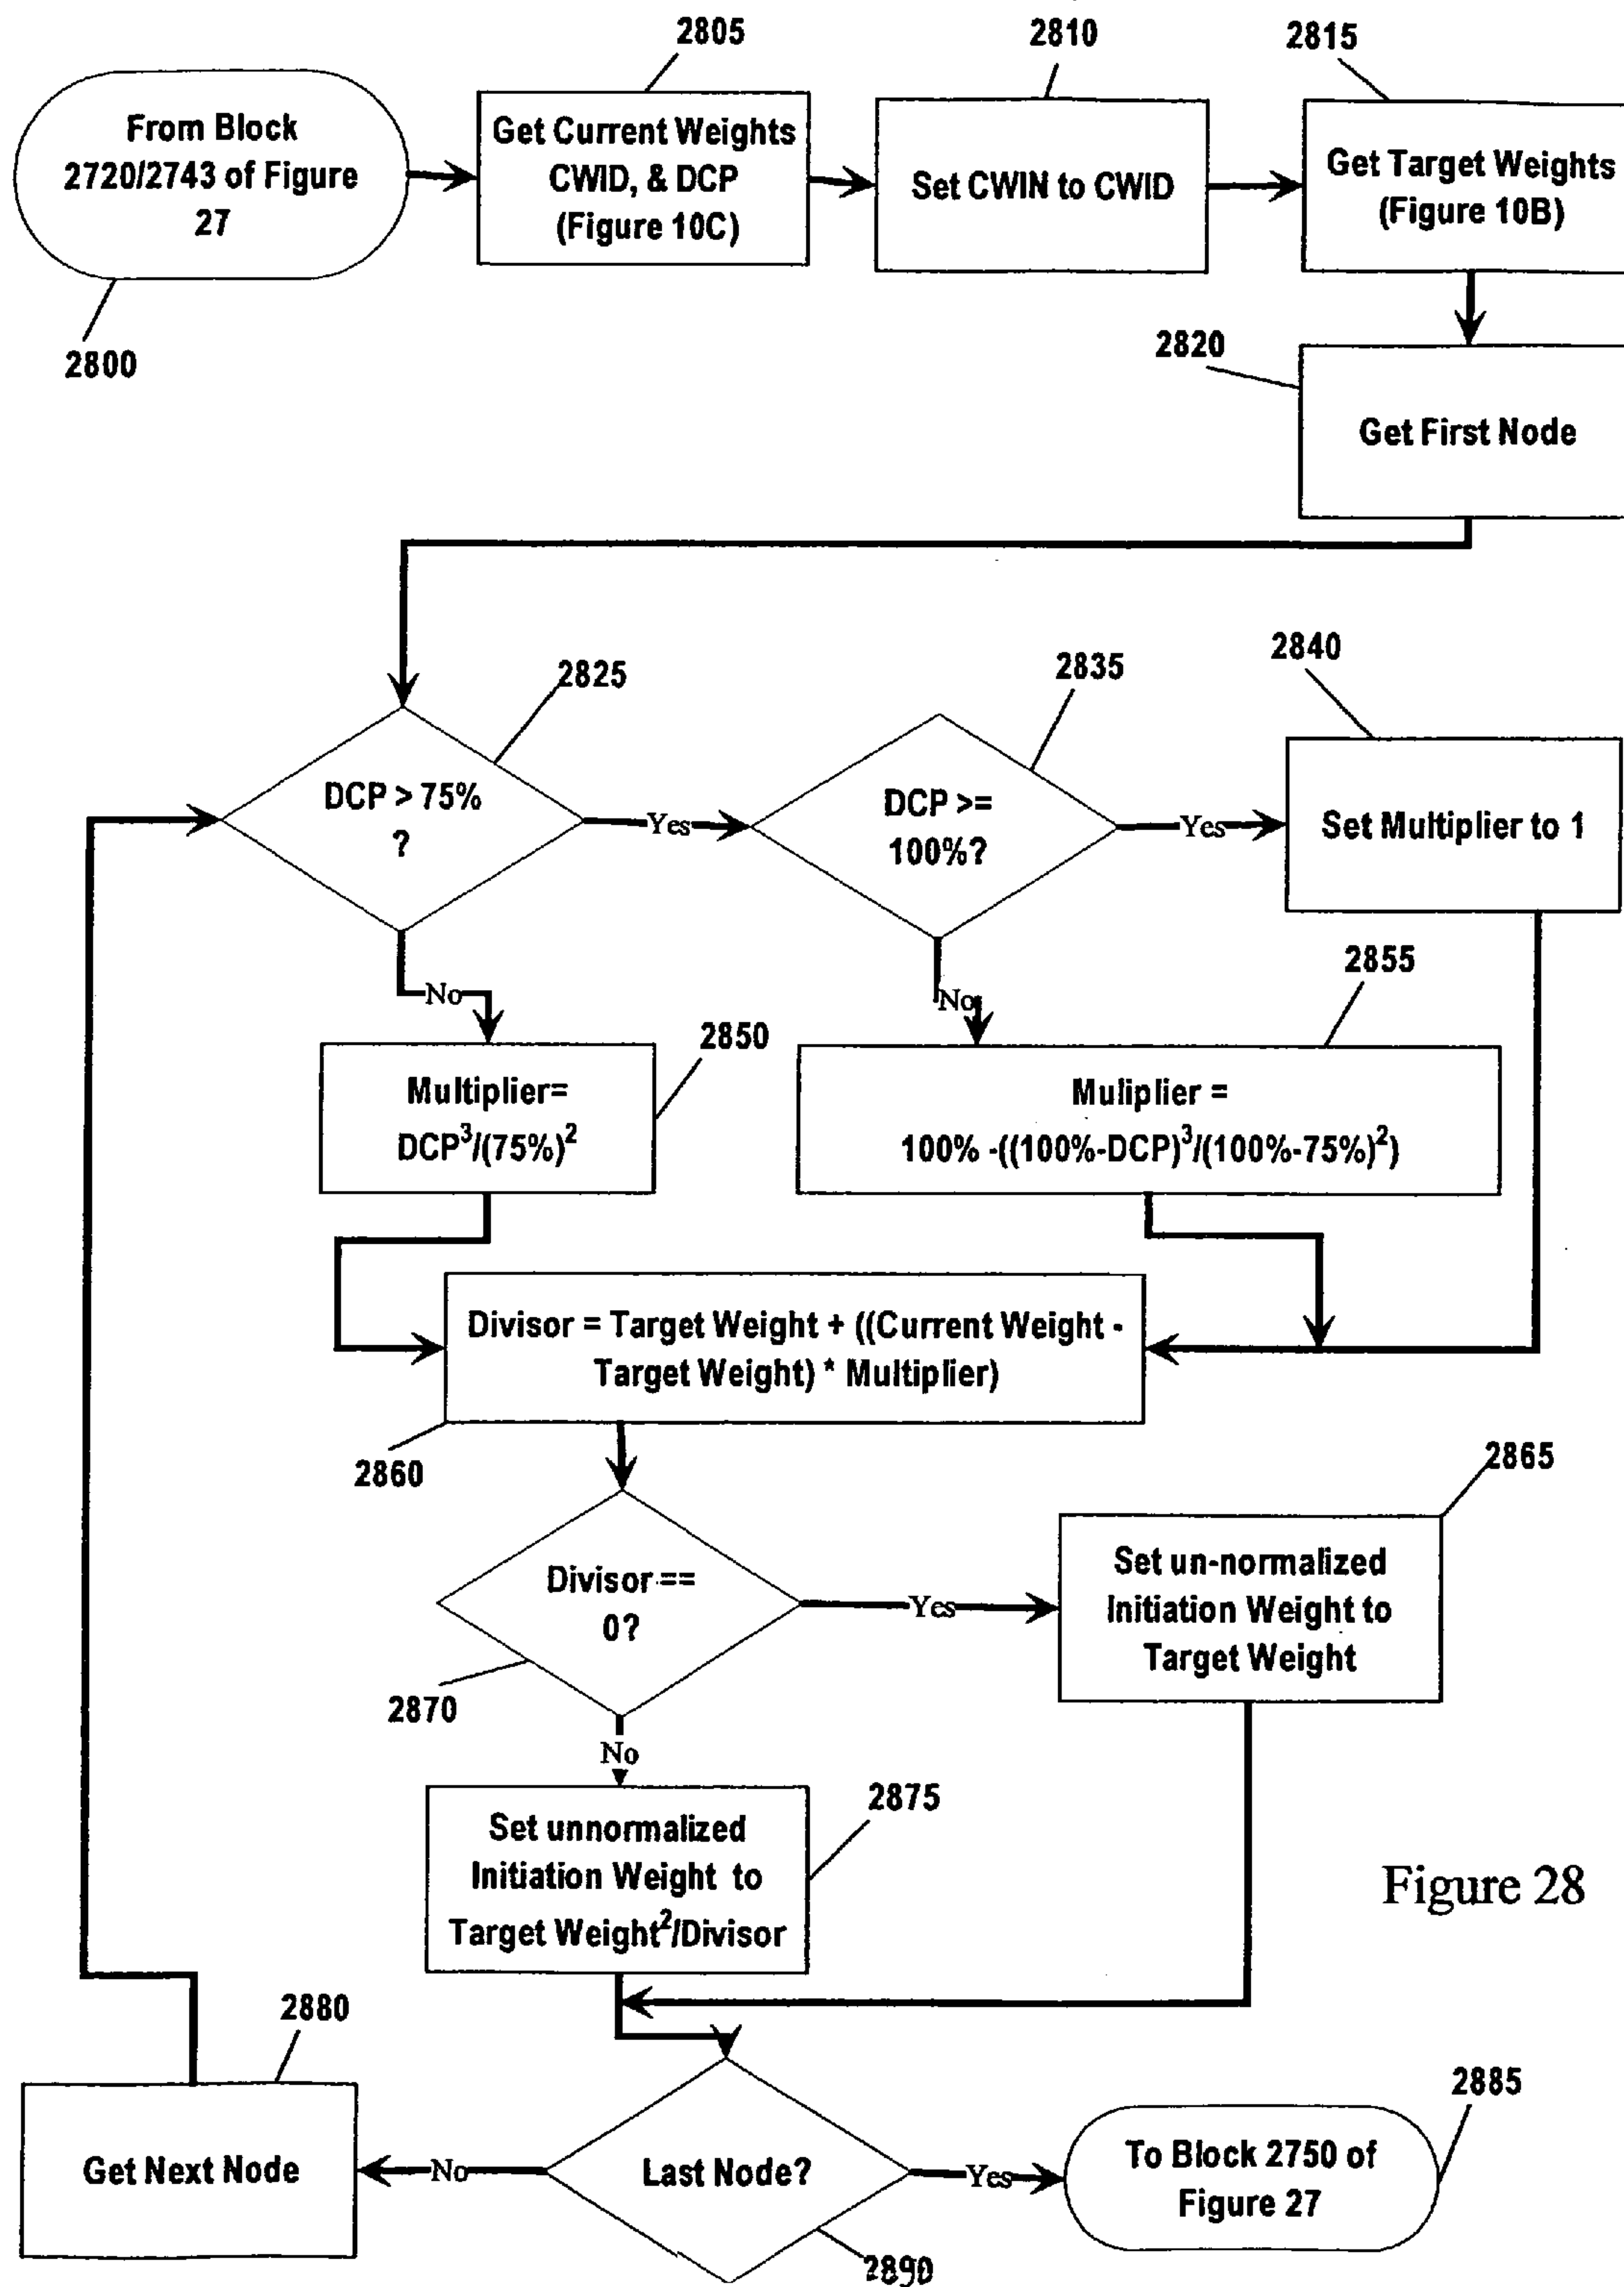 2805
2810
2815
From Block
2720/2743 of Figure
27
Get Current Weights
CWID, & DCP
(Figure 10C)
Set CWIN to CWID
Get Target Weights
(Figure 10B)
2800
2820
Get First Node
2825
2835
2840
DCP > 75%
?
Yes
DCP >=
100%?
Yes
Set Multiplier to 1
No
No
2850
2855
Multiplier=
DCP³/(75%)²
Muliplier =
100% -((100%-DCP)³/(100%-75%)²)
Divisor = Target Weight + ((Current Weight -
Target Weight) * Multiplier)
2860
2865
Divisor ==
0?
Yes
Set un-normalized
Initiation Weight to
Target Weight
2870
No
2875
Set unnormalized
Initiation Weight to
Target Weight²/Divisor
Figure 28
2880
2885
Get Next Node
No
Last Node?
Yes
To Block 2750 of
Figure 27
2890